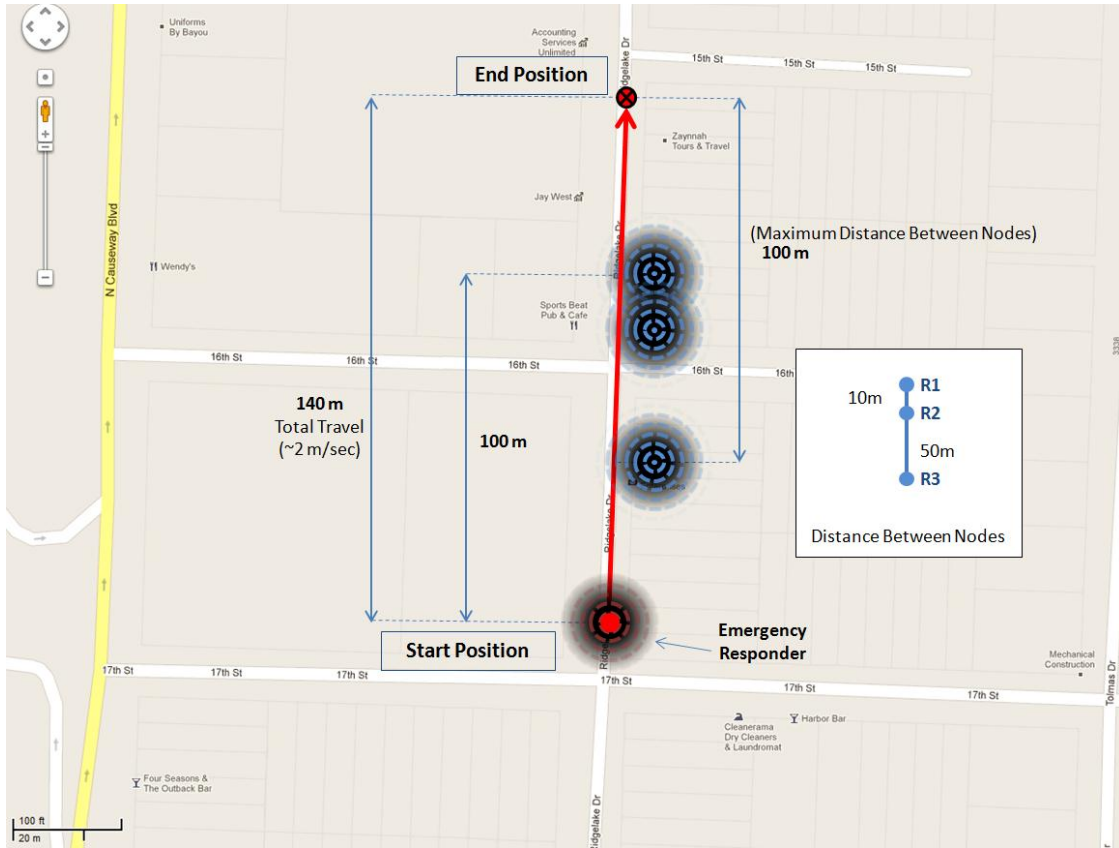 Uniforms
By Bayou
Accounting
Services
Unlimited
End Position
15th St
15th St
15th St
Zaynnah
Tours & Travel
Jay West
Ridgelake Dr
N Causeway Blvd
Wendy's
(Maximum Distance Between Nodes)
100 m
Sports Beat
Pub & Cafe
16th St
16th St
16th St
16th St
3336
140 m
Total Travel
(~2 m/sec)
100 m
10m
R1
R2
50m
R3
Distance Between Nodes
Ridgelake Dr
Start Position
Emergency
Responder
Mechanical
Construction
17th St
17th St
17th St
17th St
17th St
17th St
Tolmas Dr
Cleanerama
Dry Cleaners
& Laundromat
Harbor Bar
Four Seasons &
The Outback Bar
Ridgelake Dr
100 ft
20 m